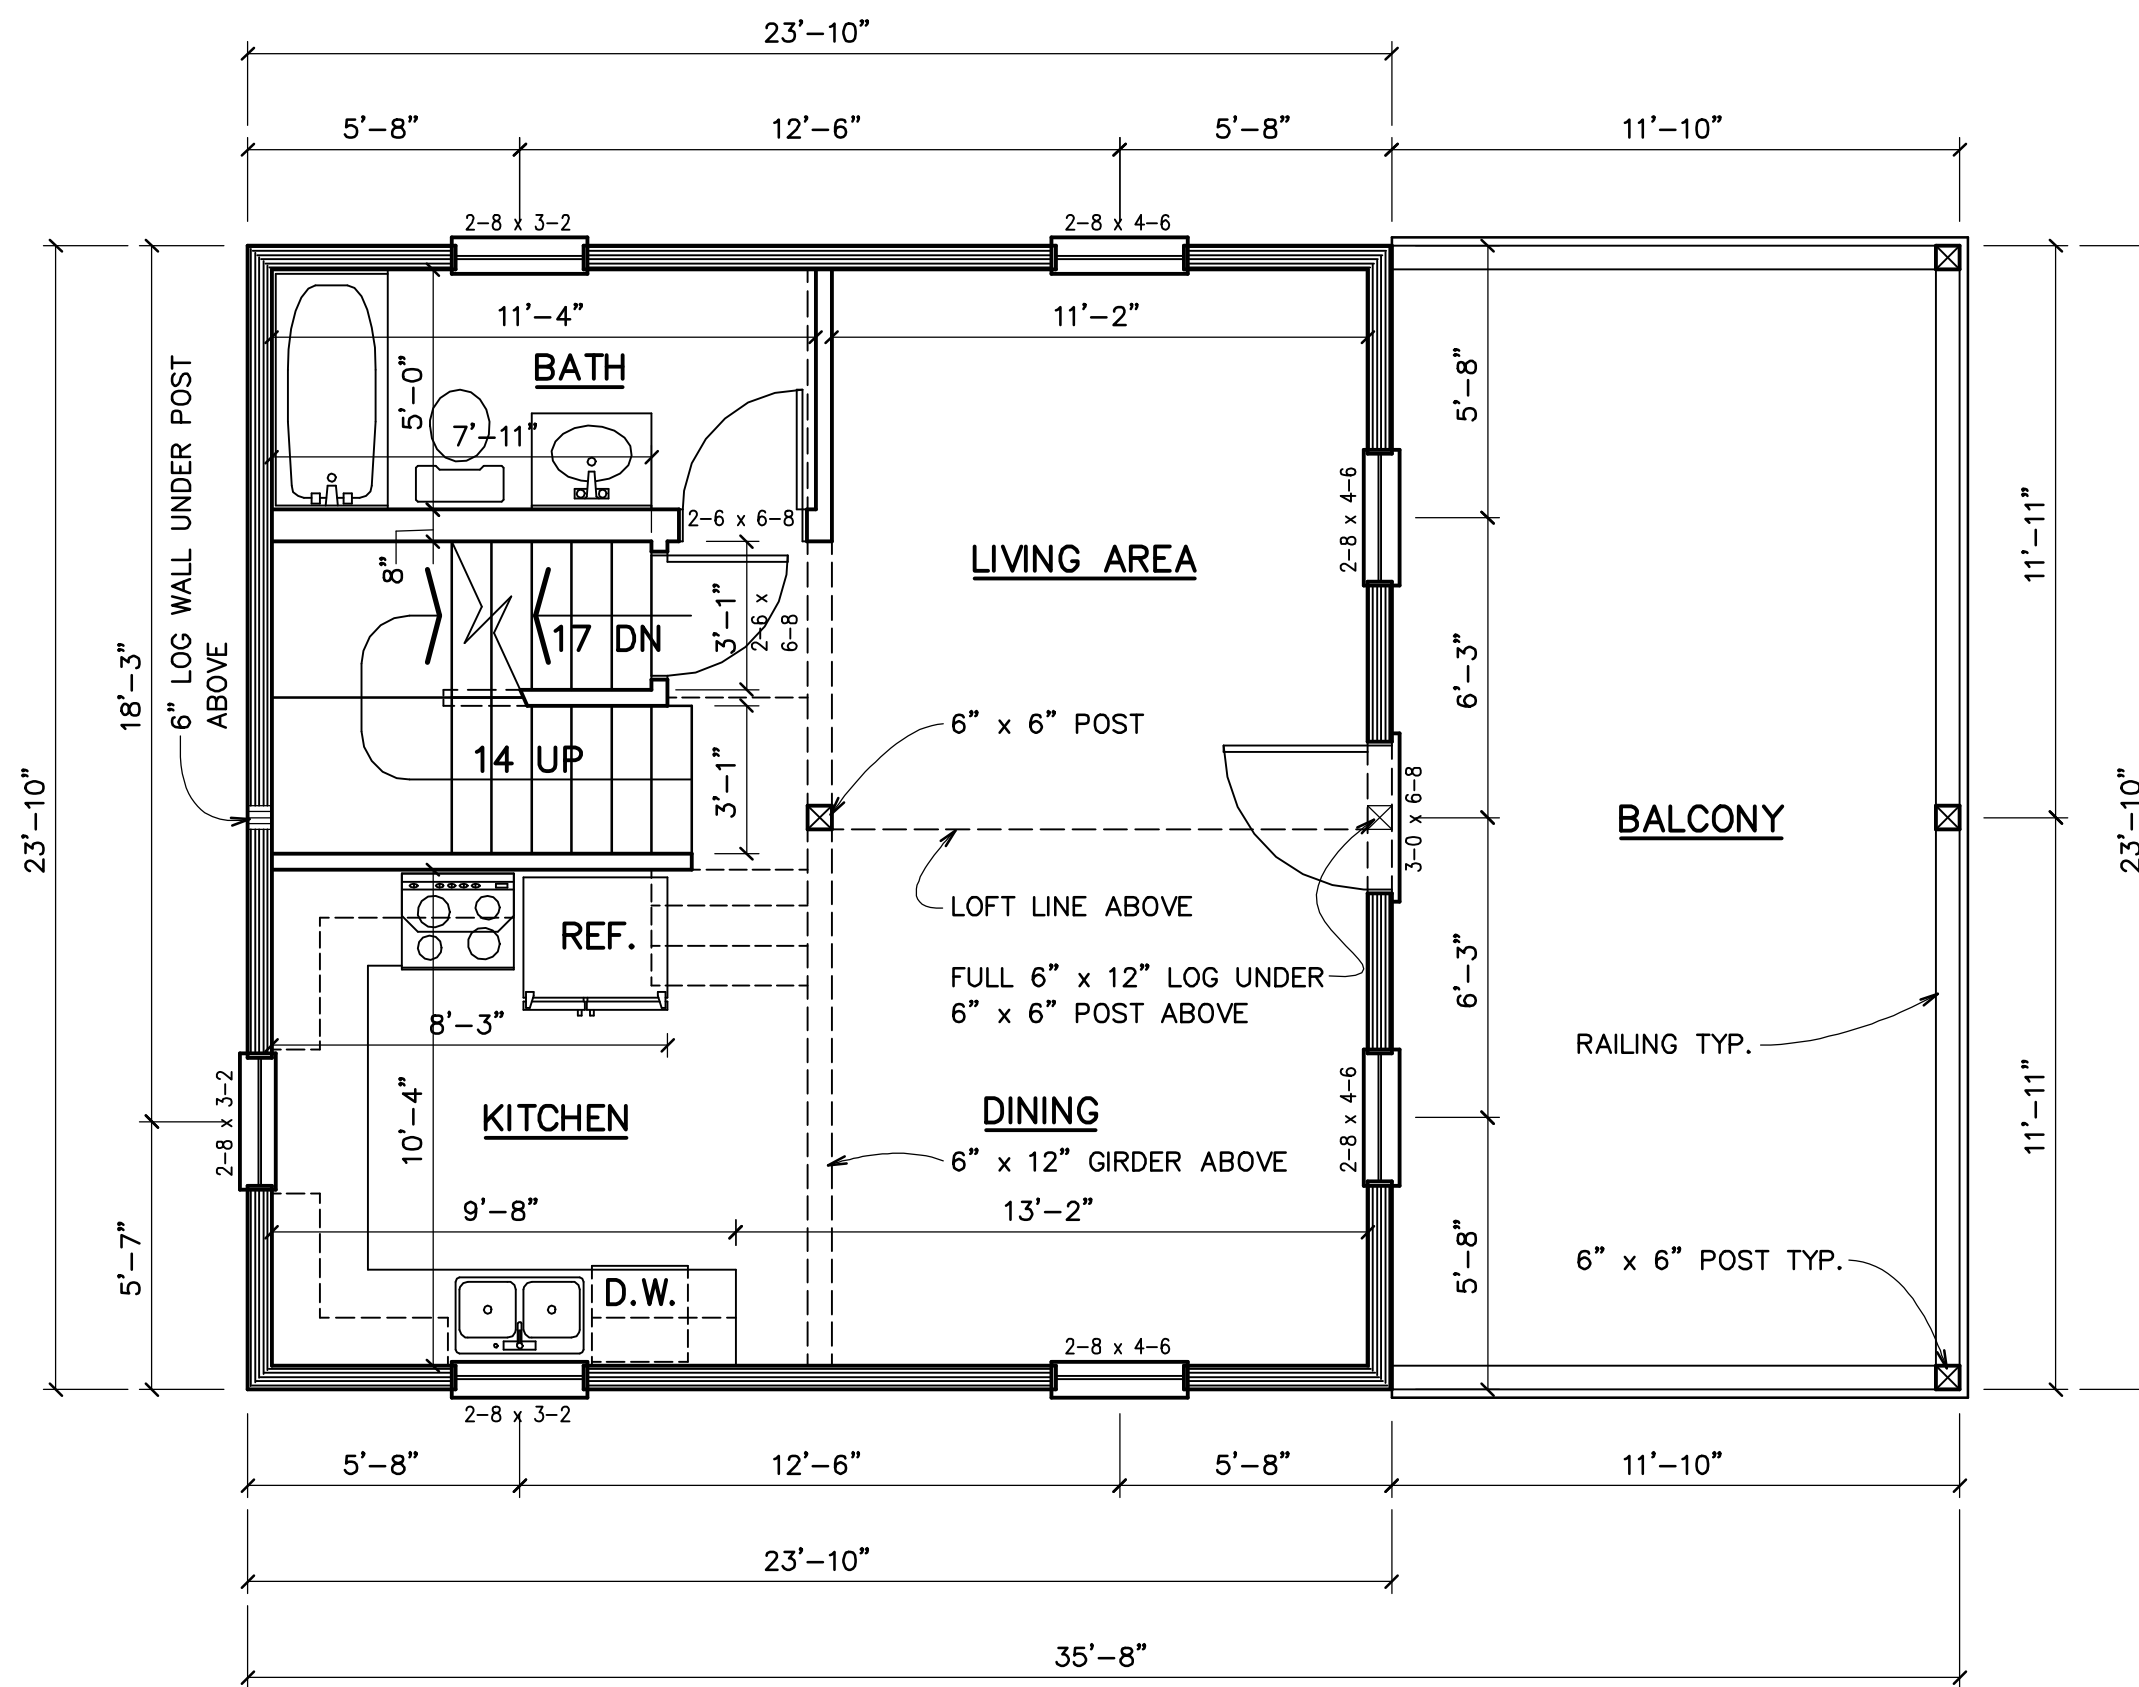 23'-10"
5'-8"
12'-6"
5'-8"
11'-10"
2-8 x 3-2
2-8 x 4-6
11'-4"
11'-2"
BATH
5'-0"
7'-11"
5'-8"
2-8 x 4-6
11'-11"
6" LOG WALL UNDER POST
ABOVE
18'-3"
23'-10"
8"
2-6 x 6-8
LIVING AREA
17 DN
3'-1"
2-6 x
6-8
6'-3"
6" x 6" POST
14 UP
3'-1"
3-0 x 6-8
BALCONY
23'-10"
LOFT LINE ABOVE
REF.
FULL 6" x 12" LOG UNDER
6" x 6" POST ABOVE
6'-3"
8'-3"
RAILING TYP.
2-8 x 3-2
10'-4"
KITCHEN
DINING
2-8 x 4-6
11'-11"
6" x 12" GIRDER ABOVE
9'-8"
13'-2"
5'-7"
5'-8"
6" x 6" POST TYP.
D.W.
2-8 x 4-6
2-8 x 3-2
5'-8"
12'-6"
5'-8"
11'-10"
23'-10"
35'-8"